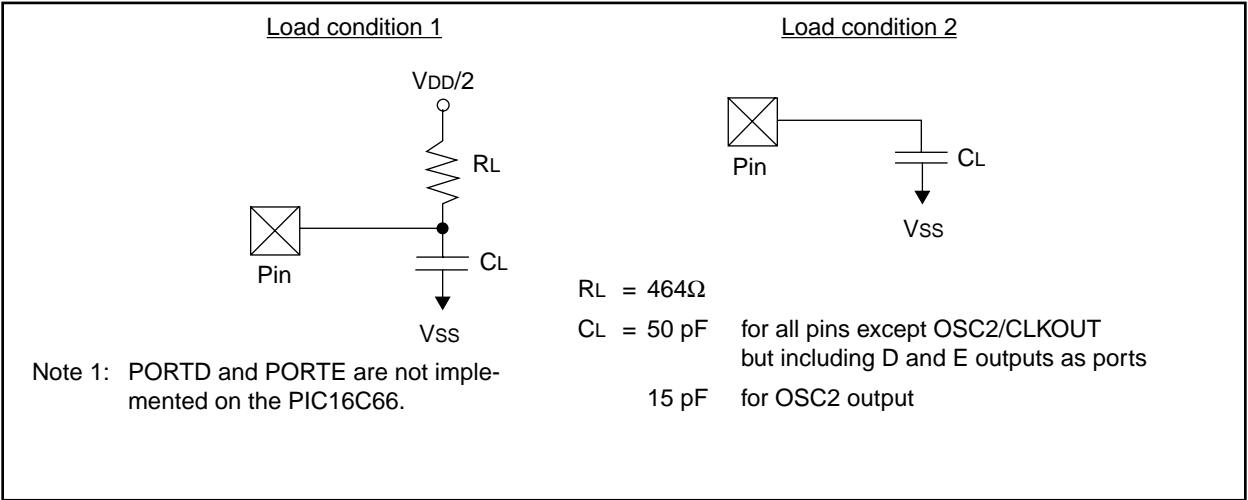 Load condition 1
VDD/2
RL
Pin
CL
VSS
Note 1: PORTD and PORTE are not imple-
mented on the PIC16C66.
Load condition 2
Pin
CL
VSS
RL = 464Ω
CL = 50 pF for all pins except OSC2/CLKOUT
but including D and E outputs as ports
15 pF for OSC2 output